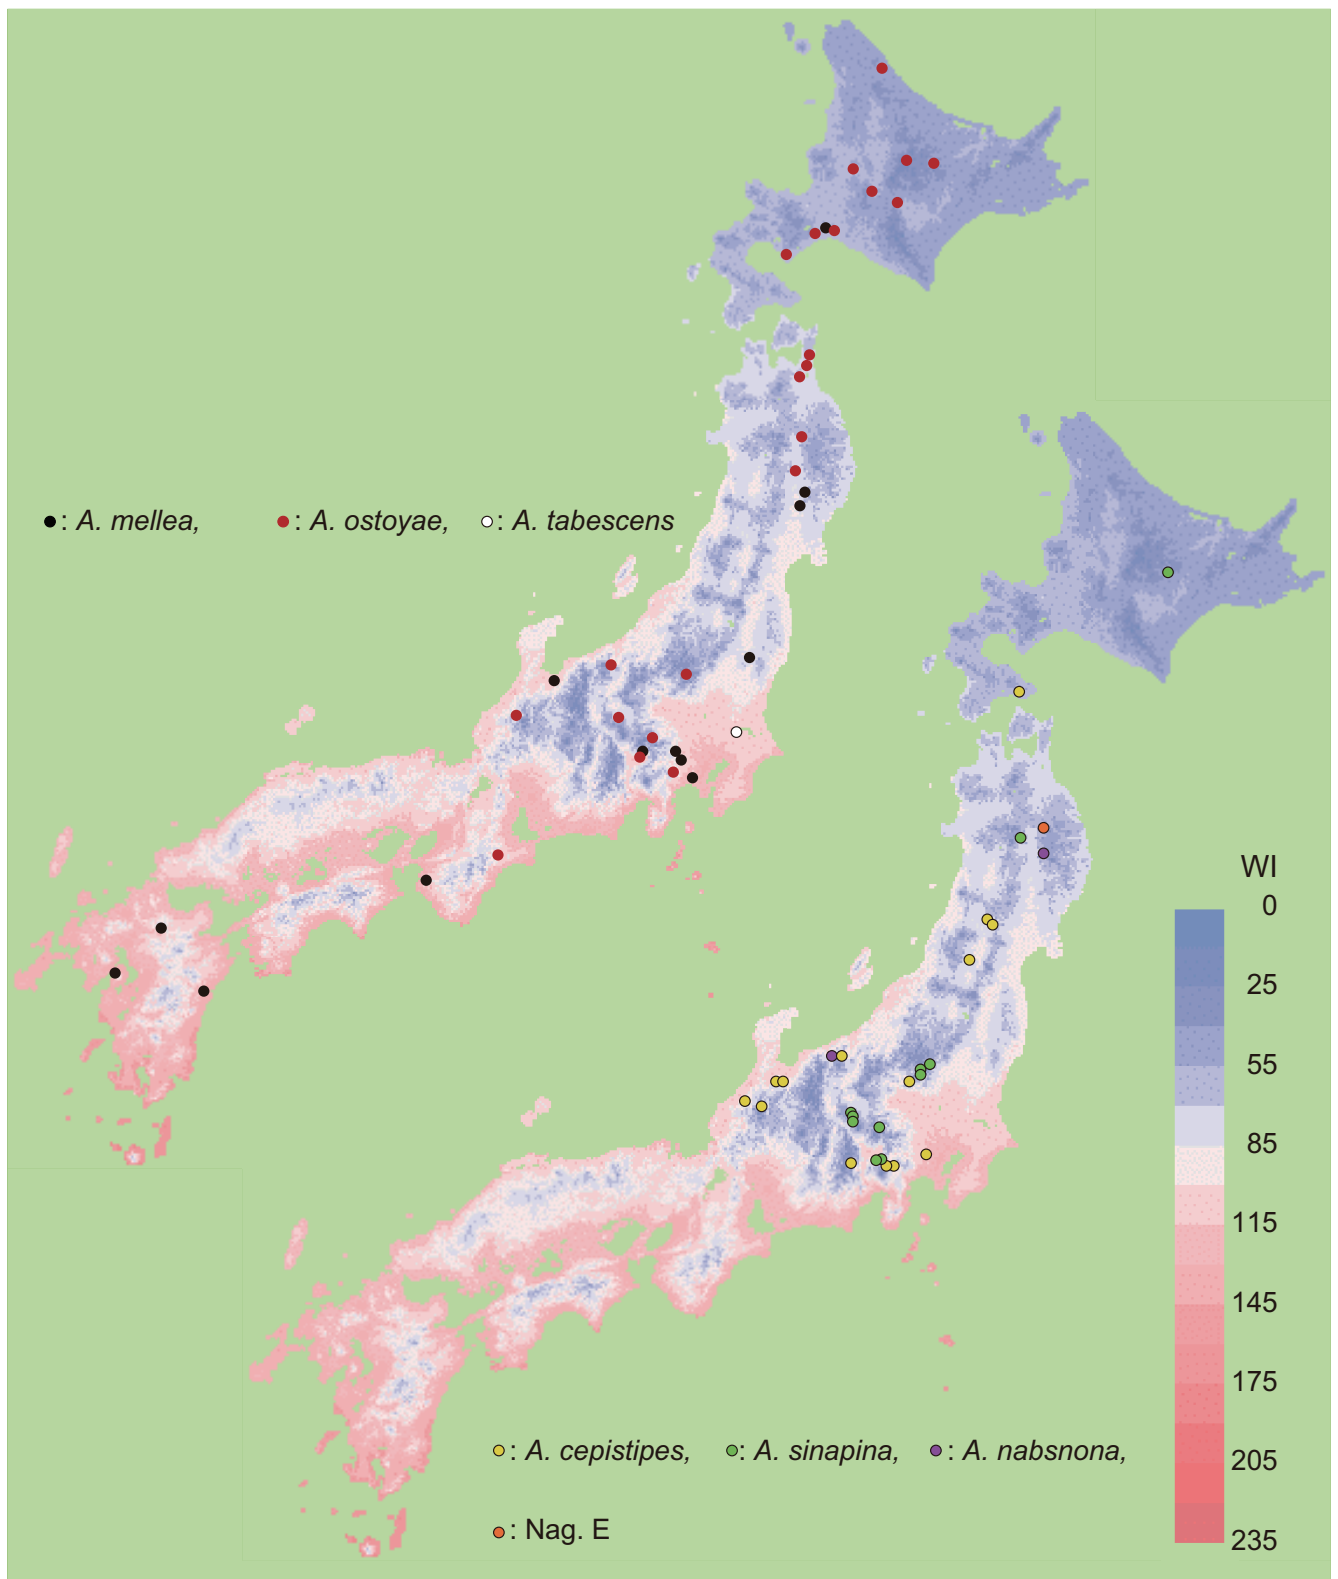 ●: A. mellea, ●: A. ostoyae, ○: A. tabescens
WI
0
25
55
85
115
145
175
205
235
●: A. cepistipes, ●: A. sinapina, ●: A. nabsnona,
●: Nag. E